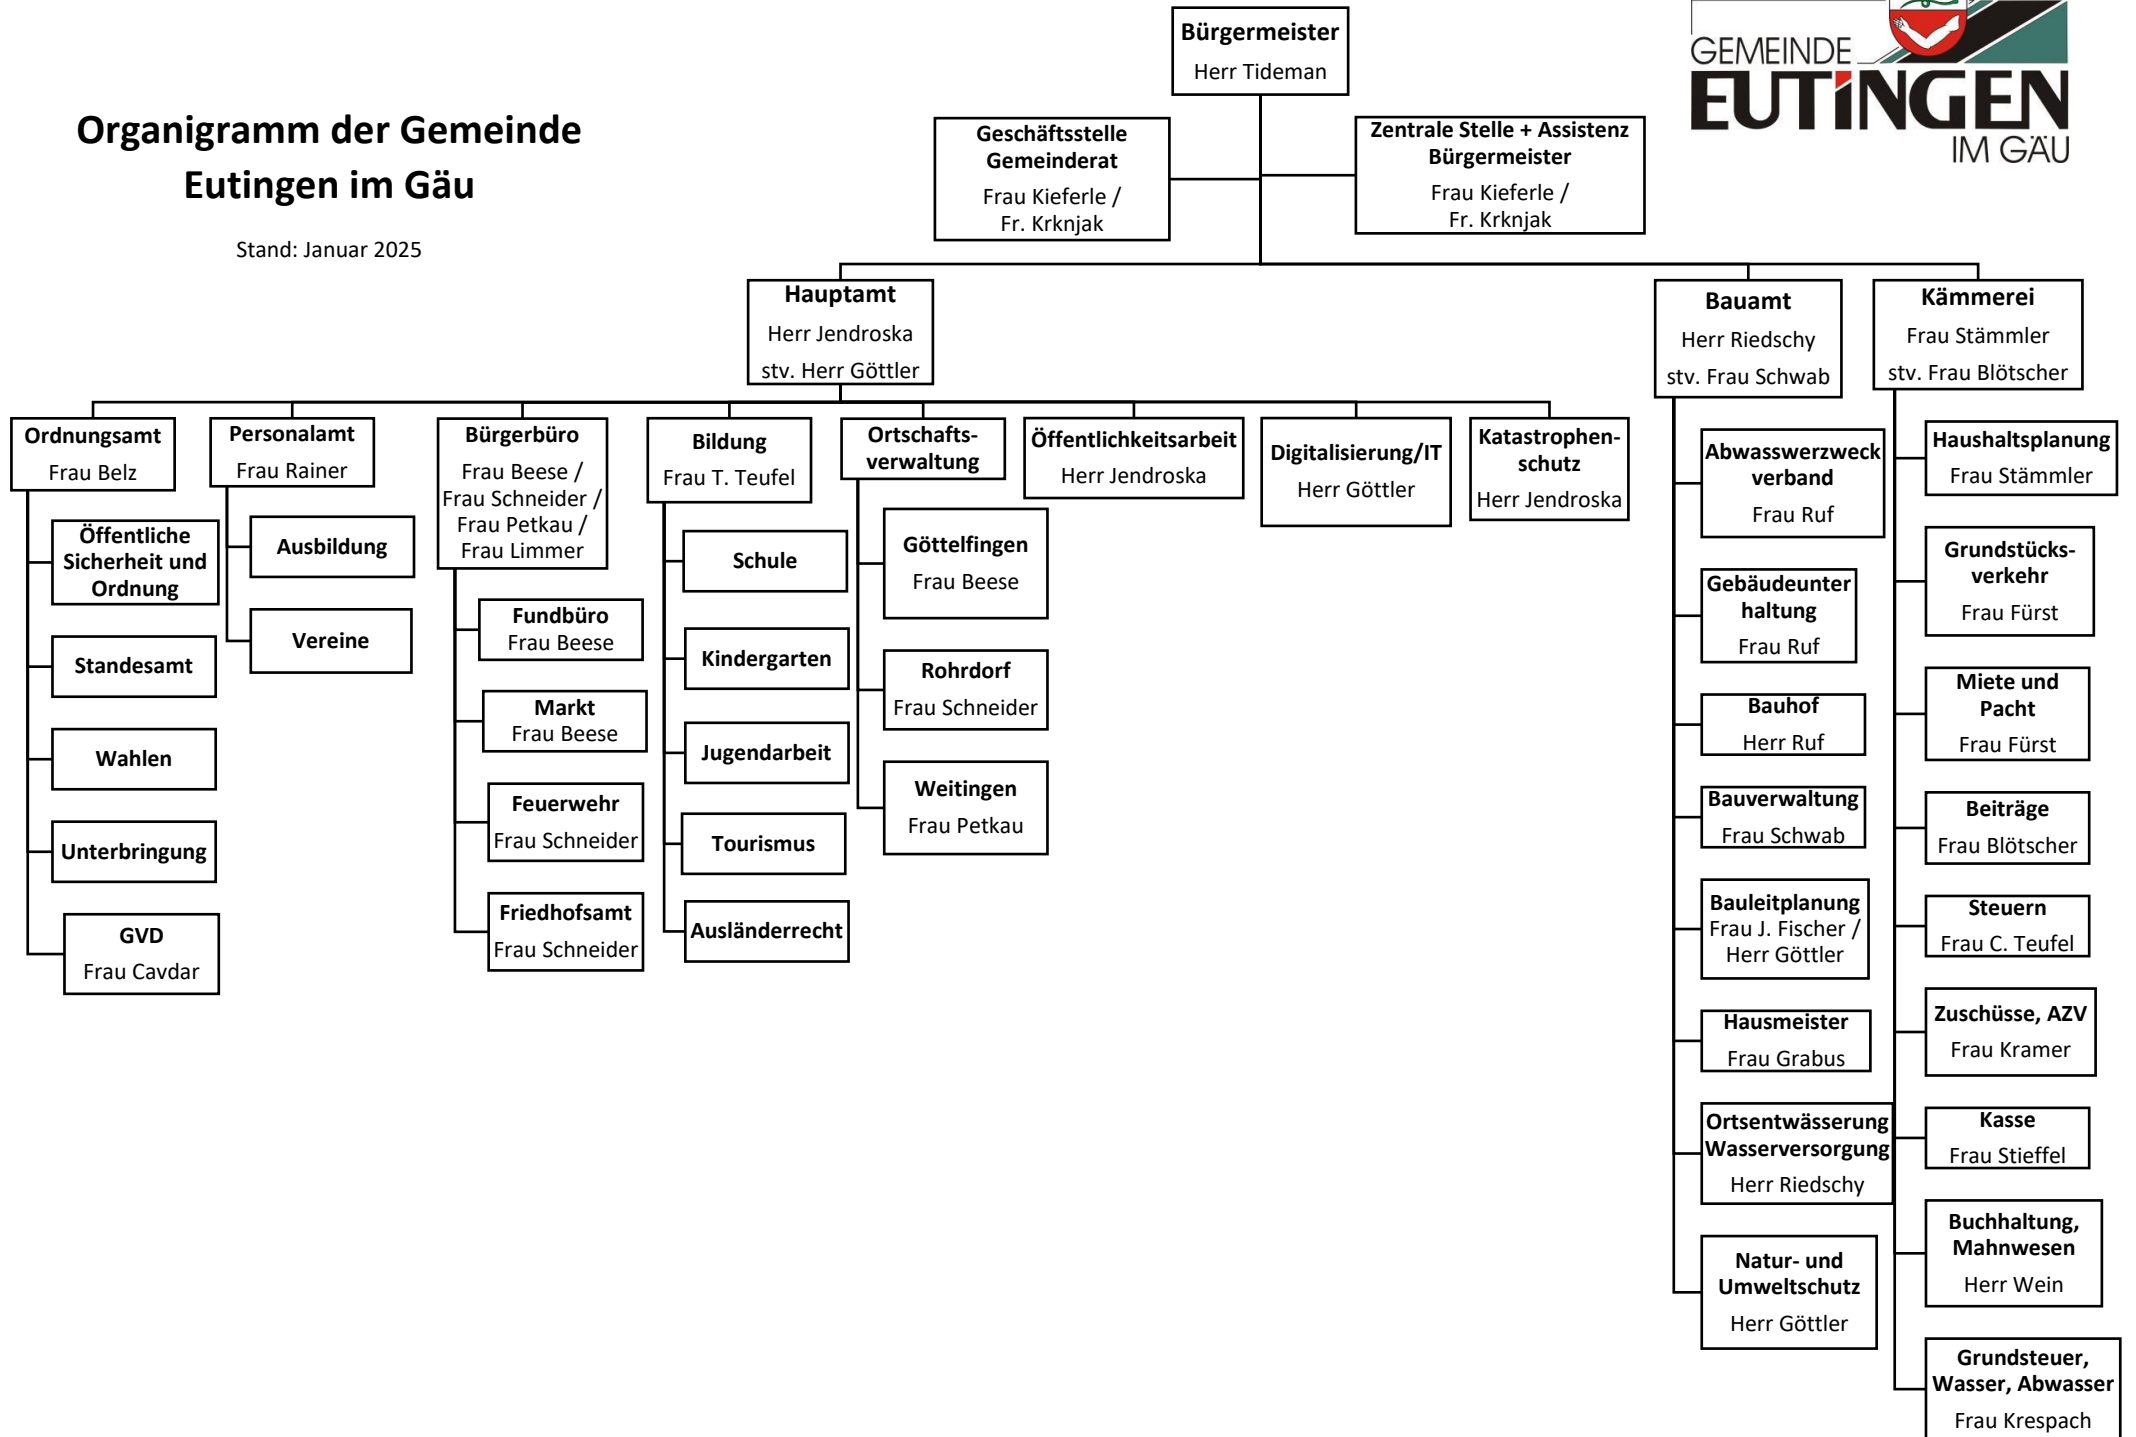 Organigramm der Gemeinde
Eutingen im Gäu
Stand: Januar 2025
GEMEINDE
EUTINGEN
IM GÄU
Bürgermeister
Herr Tideman
Geschäftsstelle
Gemeinderat
Frau Kieferle /
Fr. Krknjak
Zentrale Stelle + Assistenz
Bürgermeister
Frau Kieferle /
Fr. Krknjak
Hauptamt
Herr Jendroska
stv. Herr Göttler
Bauamt
Herr Riedschy
stv. Frau Schwab
Kämmerei
Frau Stämmler
stv. Frau Blötscher
Ordnungsamt
Frau Belz
Öffentliche
Sicherheit und
Ordnung
Standesamt
Wahlen
Unterbringung
GVD
Frau Cavdar
Personalamt
Frau Rainer
Ausbildung
Vereine
Bürgerbüro
Frau Beese /
Frau Schneider /
Frau Petkau /
Frau Limmer
Fundbüro
Frau Beese
Markt
Frau Beese
Feuerwehr
Frau Schneider
Friedhofsamt
Frau Schneider
Bildung
Frau T. Teufel
Schule
Kindergarten
Jugendarbeit
Tourismus
Ausländerrecht
Ortschafts-
verwaltung
Göttelfingen
Frau Beese
Rohrdorf
Frau Schneider
Weitingen
Frau Petkau
Öffentlichkeitsarbeit
Herr Jendroska
Digitalisierung/IT
Herr Göttler
Katastrophen-
schutz
Herr Jendroska
Abwasswerzweck
verband
Frau Ruf
Gebäudeunter
haltung
Frau Ruf
Bauhof
Herr Ruf
Bauverwaltung
Frau Schwab
Bauleitplanung
Frau J. Fischer /
Herr Göttler
Hausmeister
Frau Grabus
Ortsentwässerung
Wasserversorgung
Herr Riedschy
Natur- und
Umweltschutz
Herr Göttler
Haushaltsplanung
Frau Stämmler
Grundstücks-
verkehr
Frau Fürst
Miete und
Pacht
Frau Fürst
Beiträge
Frau Blötscher
Steuern
Frau C. Teufel
Zuschüsse, AZV
Frau Kramer
Kasse
Frau Stieffel
Buchhaltung,
Mahnwesen
Herr Wein
Grundsteuer,
Wasser, Abwasser
Frau Krespach